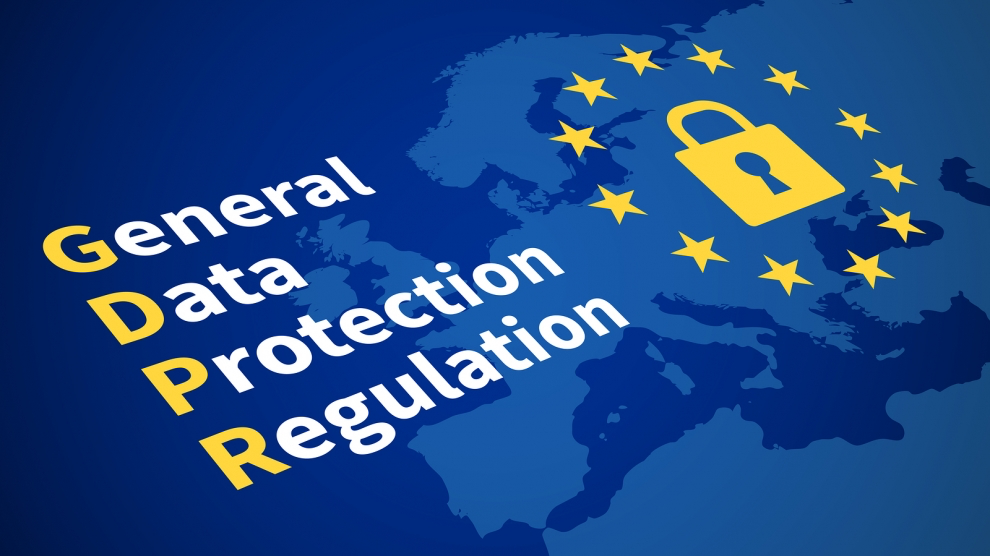 General
Data
Protection
Regulation